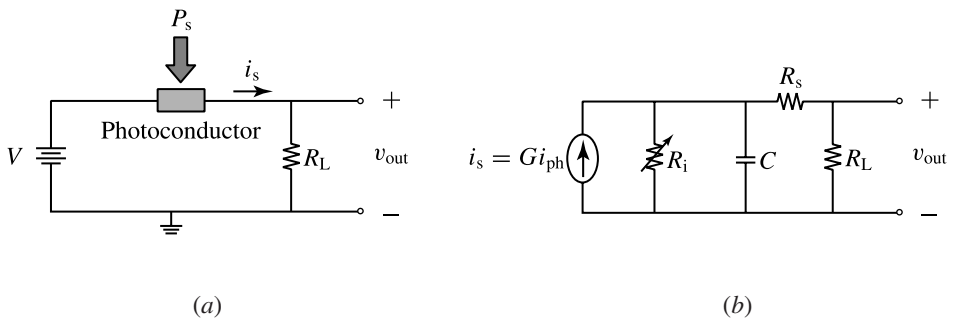 P_s
i_s
+
Photoconductor
V
R_L
v_out
−
(a)
R_s
+
i_s = Gi_ph
R_i
C
R_L
v_out
−
(b)